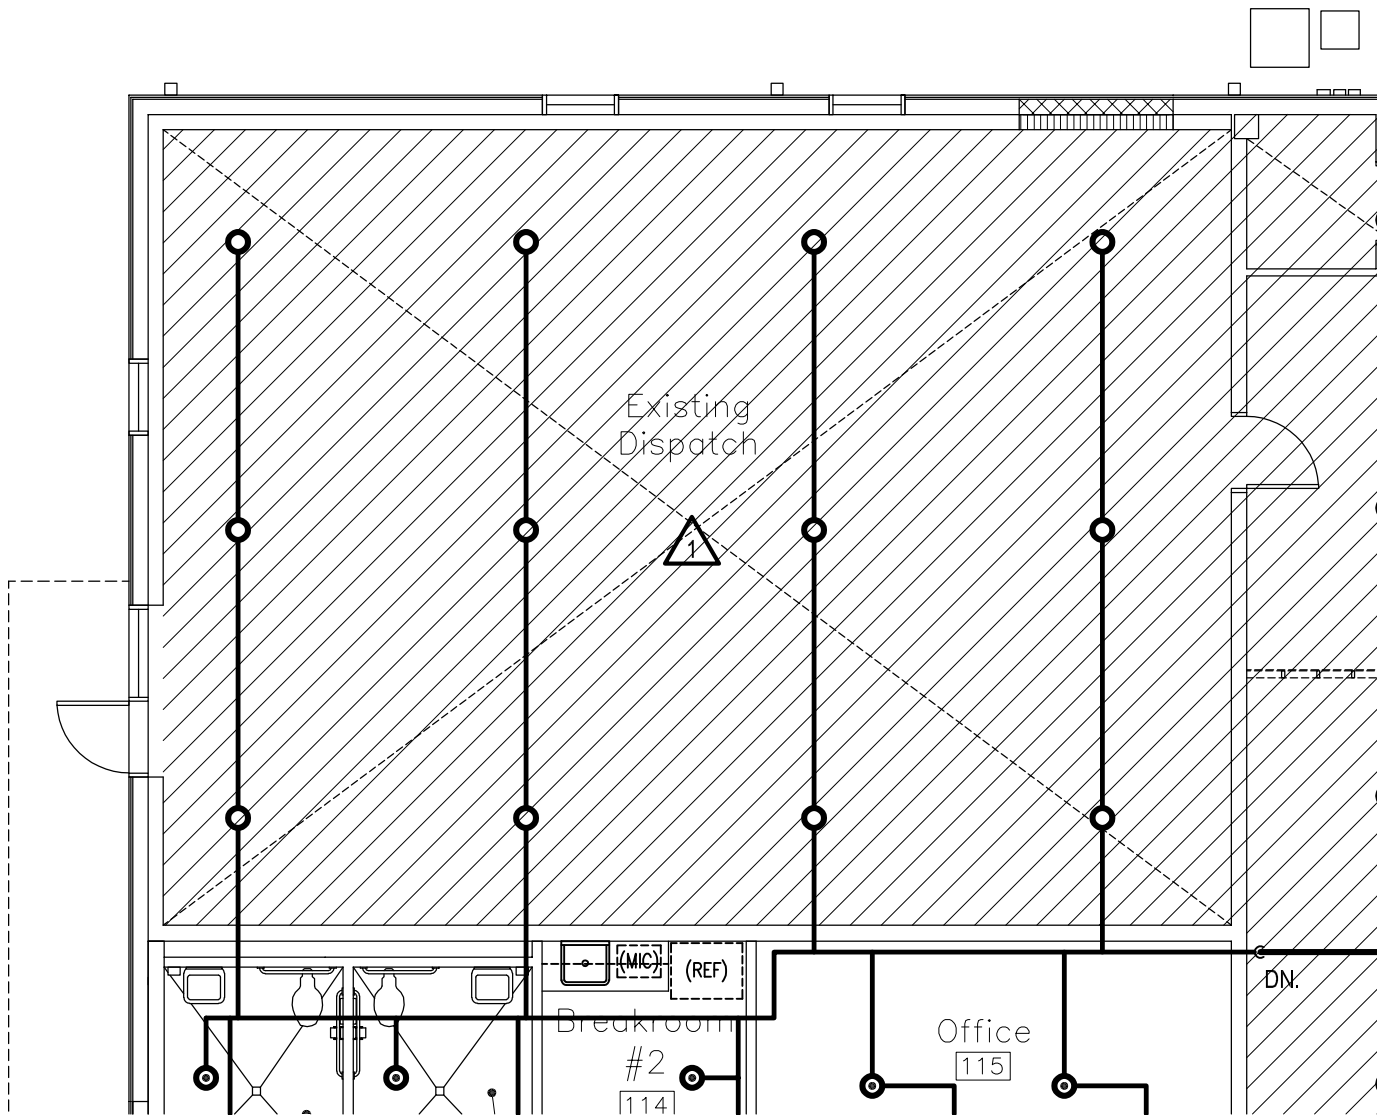 Existing
Dispatch
1
(MIC)
(REF)
DN.
Breakroom
#2
114
Office
115